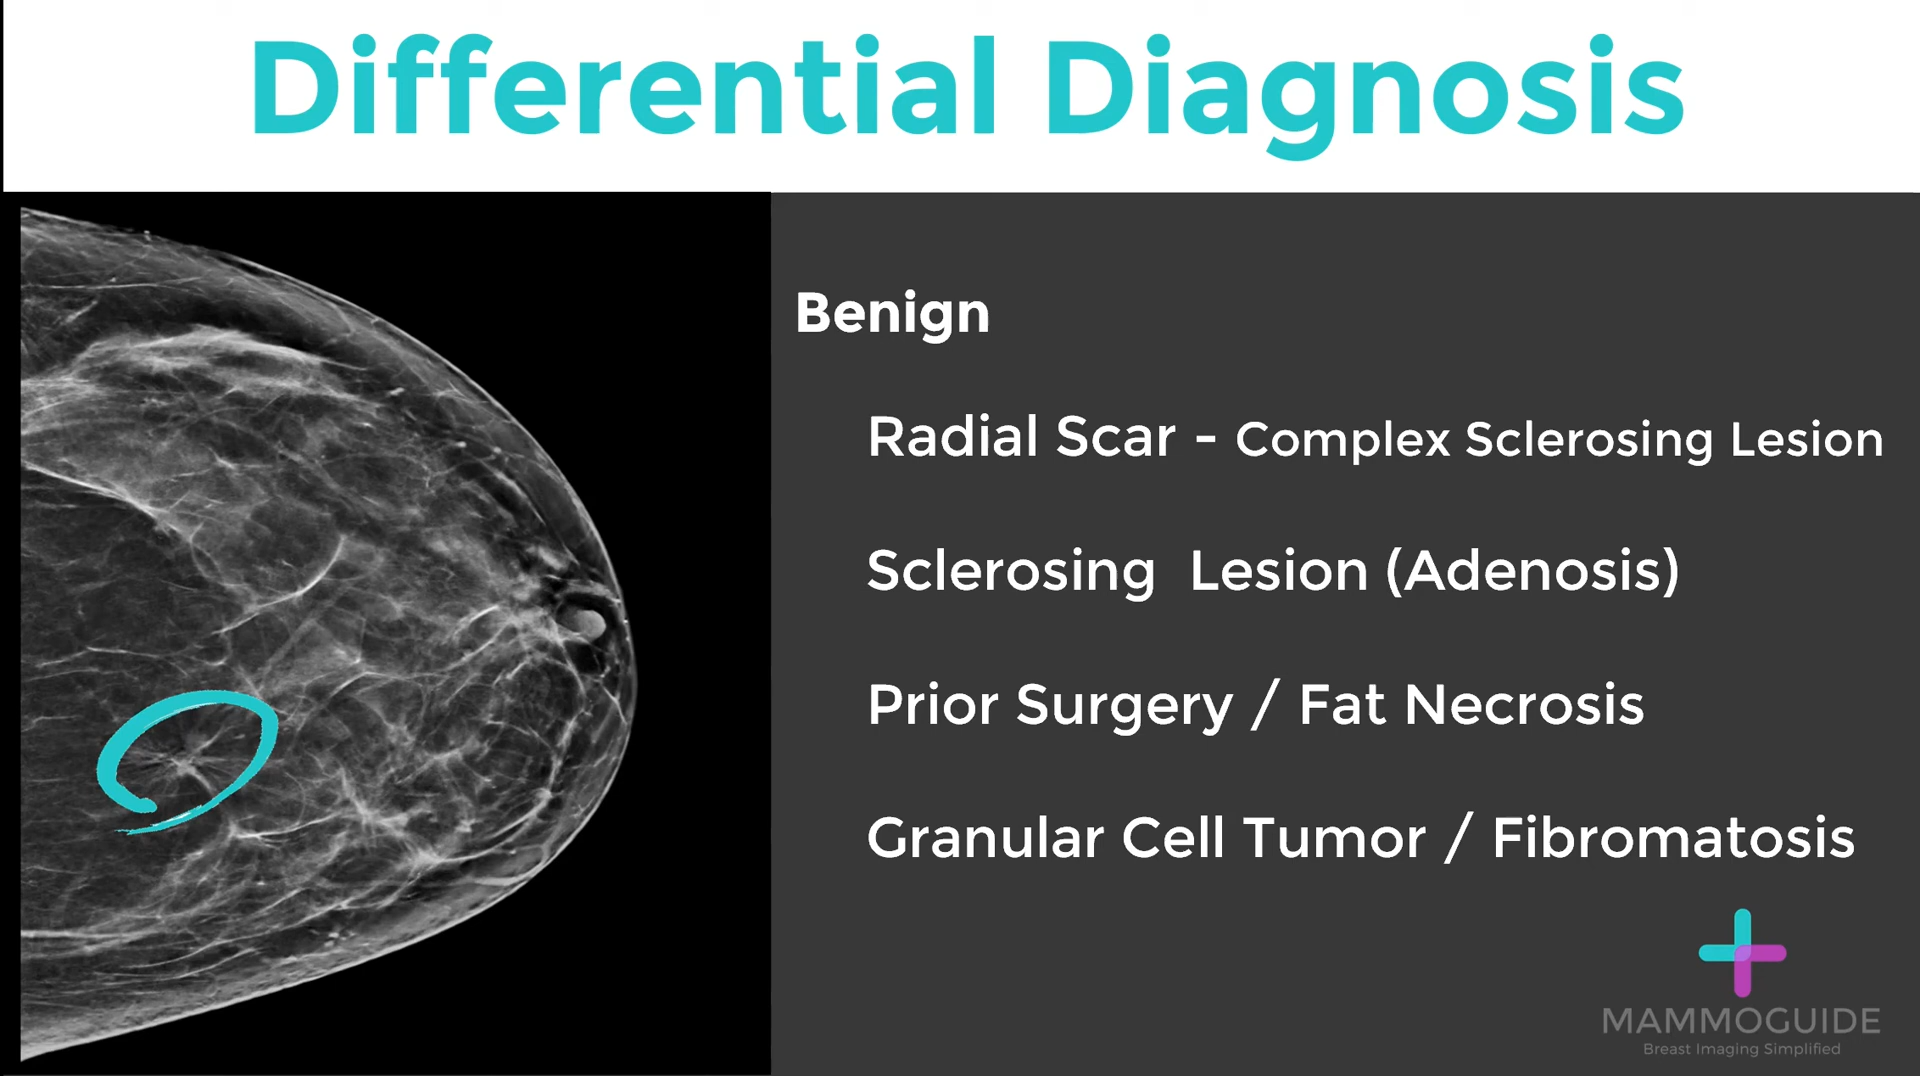 Differential Diagnosis
Benign
Radial Scar - Complex Sclerosing Lesion
Sclerosing Lesion (Adenosis)
Prior Surgery / Fat Necrosis
Granular Cell Tumor / Fibromatosis
MAMMOGUIDE
Breast Imaging Simplified